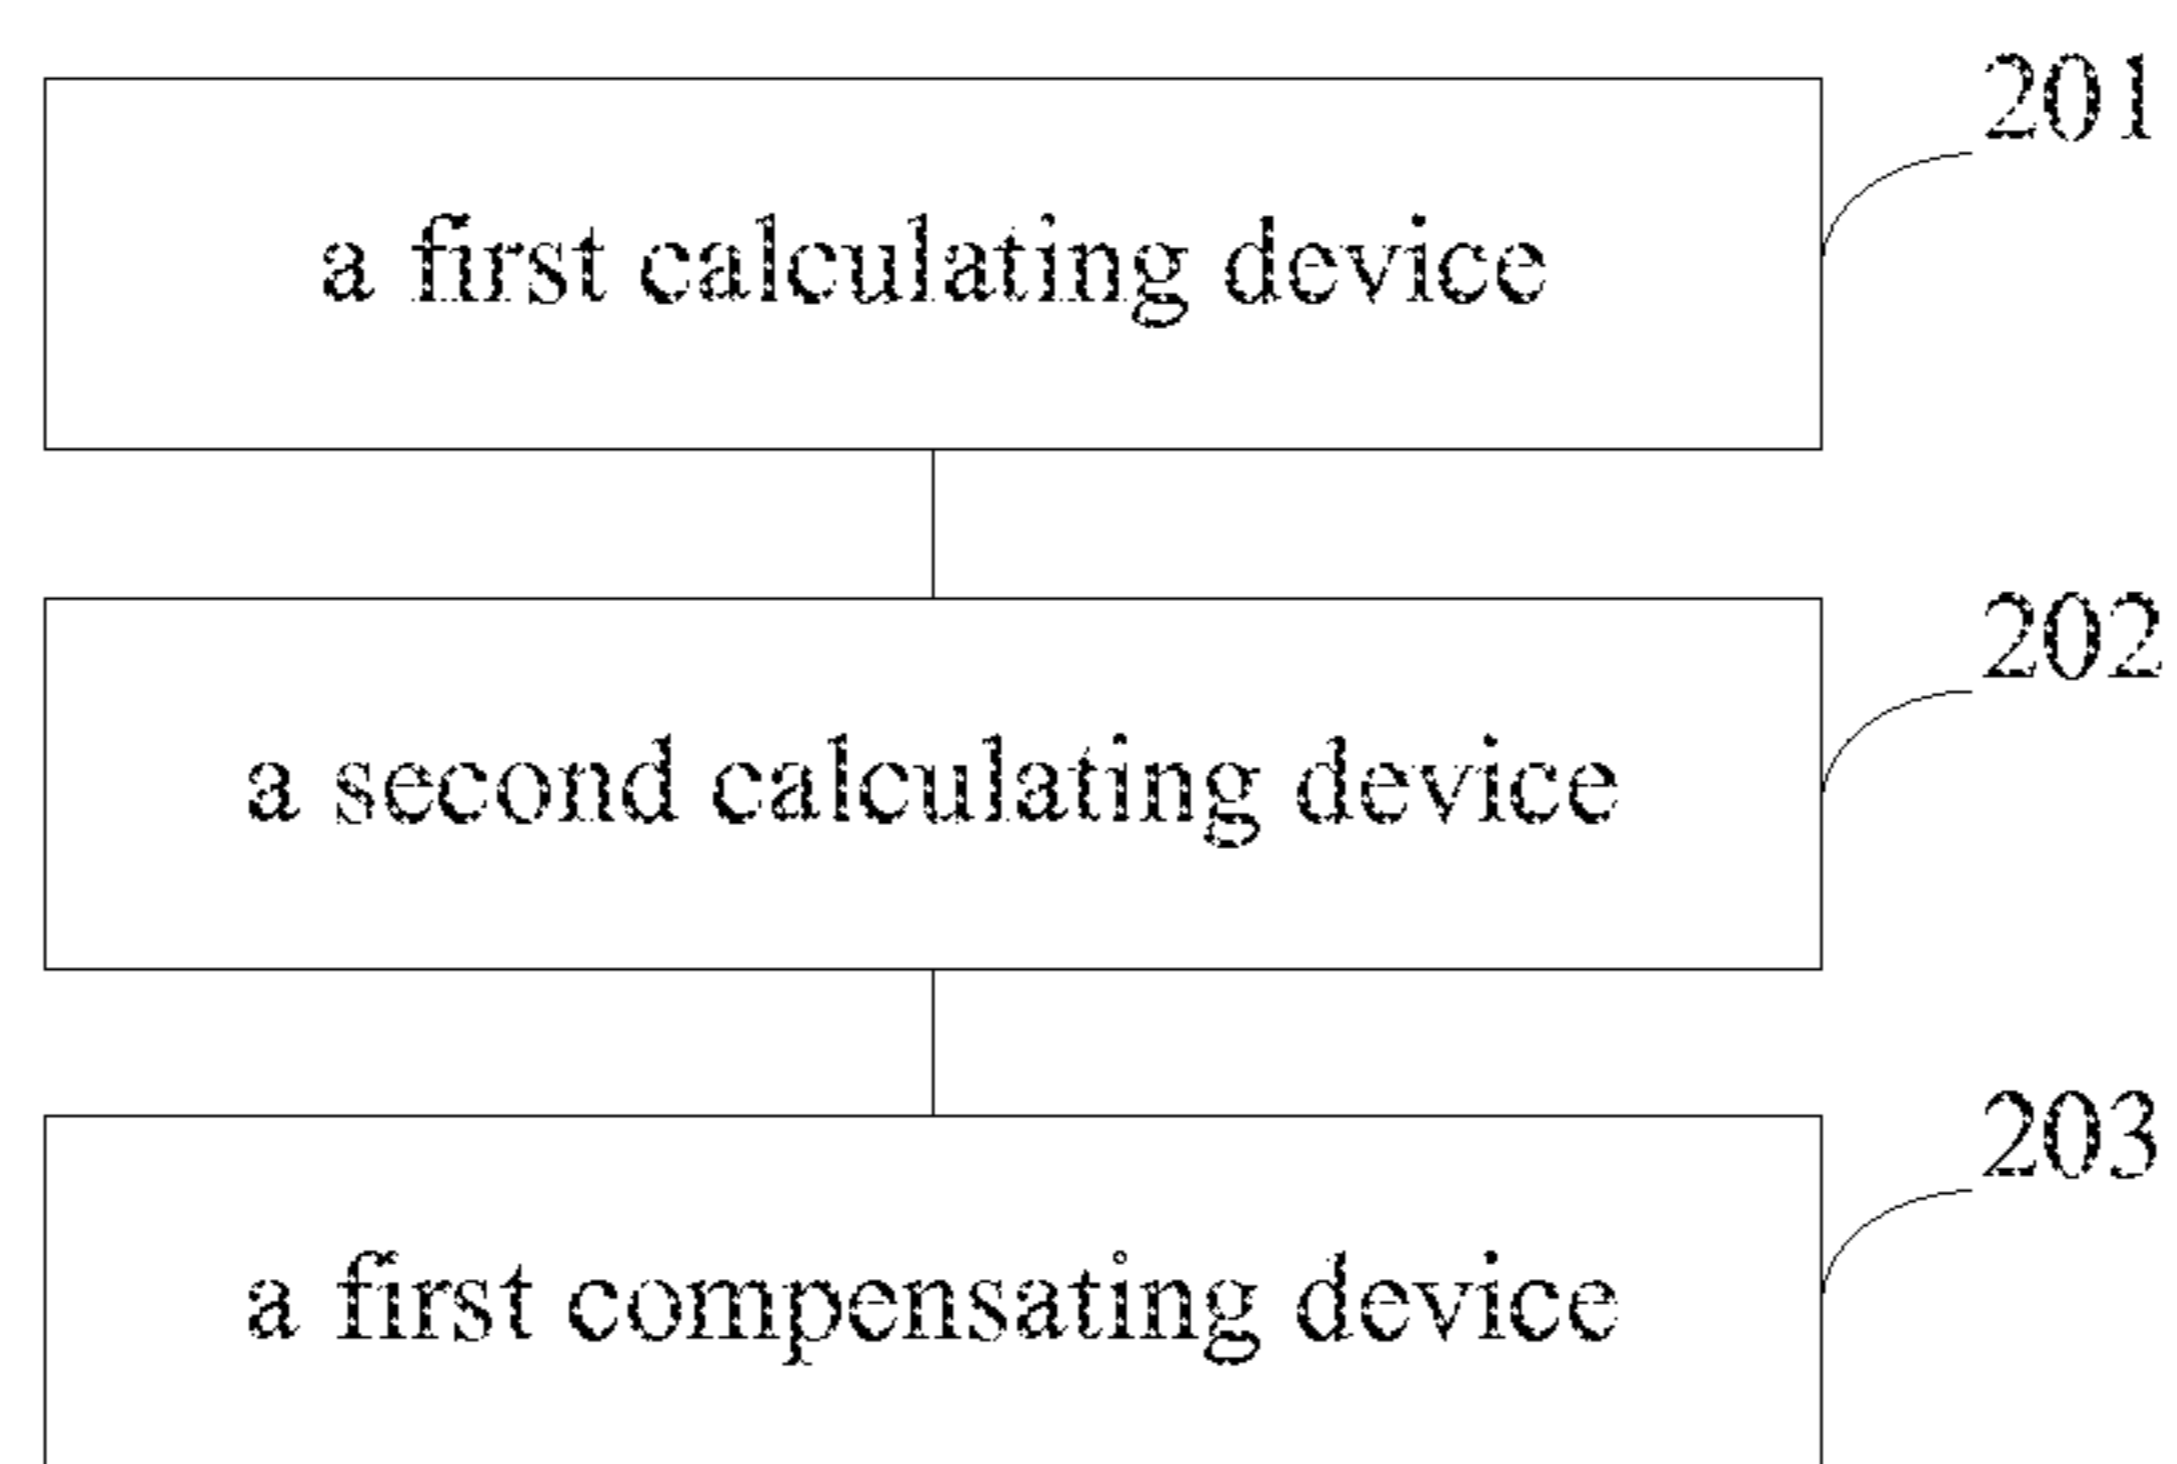 201
a first calculating device
202
a second calculating device
203
a first compensating device